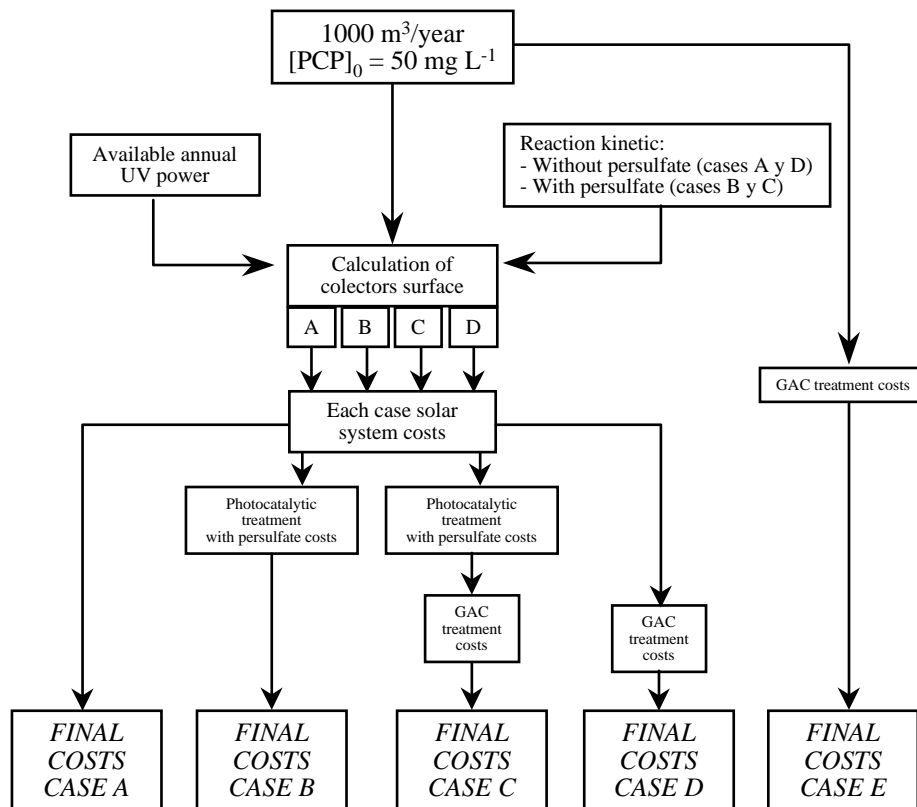 1000 m³/year
[PCP]₀ = 50 mg L⁻¹
Available annual
UV power
Reaction kinetic:
- Without persulfate (cases A y D)
- With persulfate (cases B y C)
Calculation of
colectors surface
A
B
C
D
GAC treatment costs
Each case solar
system costs
Photocatalytic
treatment
with persulfate costs
Photocatalytic
treatment
with persulfate costs
GAC
treatment
costs
GAC
treatment
costs
FINAL
COSTS
CASE A
FINAL
COSTS
CASE B
FINAL
COSTS
CASE C
FINAL
COSTS
CASE D
FINAL
COSTS
CASE E